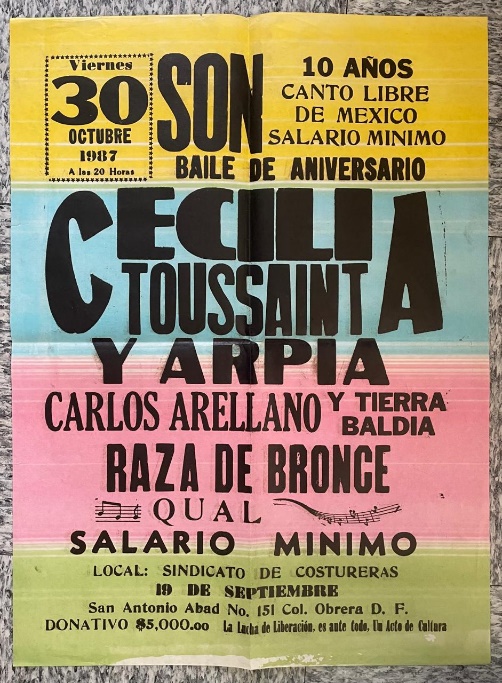 Viernes
30
OCTUBRE
1987
A las 20 Horas
SON
10 AÑOS
CANTO LIBRE
DE MEXICO
SALARIO MINIMO
BAILE DE ANIVERSARIO
CECILIA
TOUSSAINT
Y ARPIA
CARLOS ARELLANO Y TIERRA
BALDIA
RAZA DE BRONCE
QUAL
SALARIO MINIMO
LOCAL: SINDICATO DE COSTURERAS
19 DE SEPTIEMBRE
San Antonio Abad No. 151 Col. Obrera D. F.
DONATIVO $5,000.00 La Lucha de Liberación, es ante todo, Un Acto de Cultura